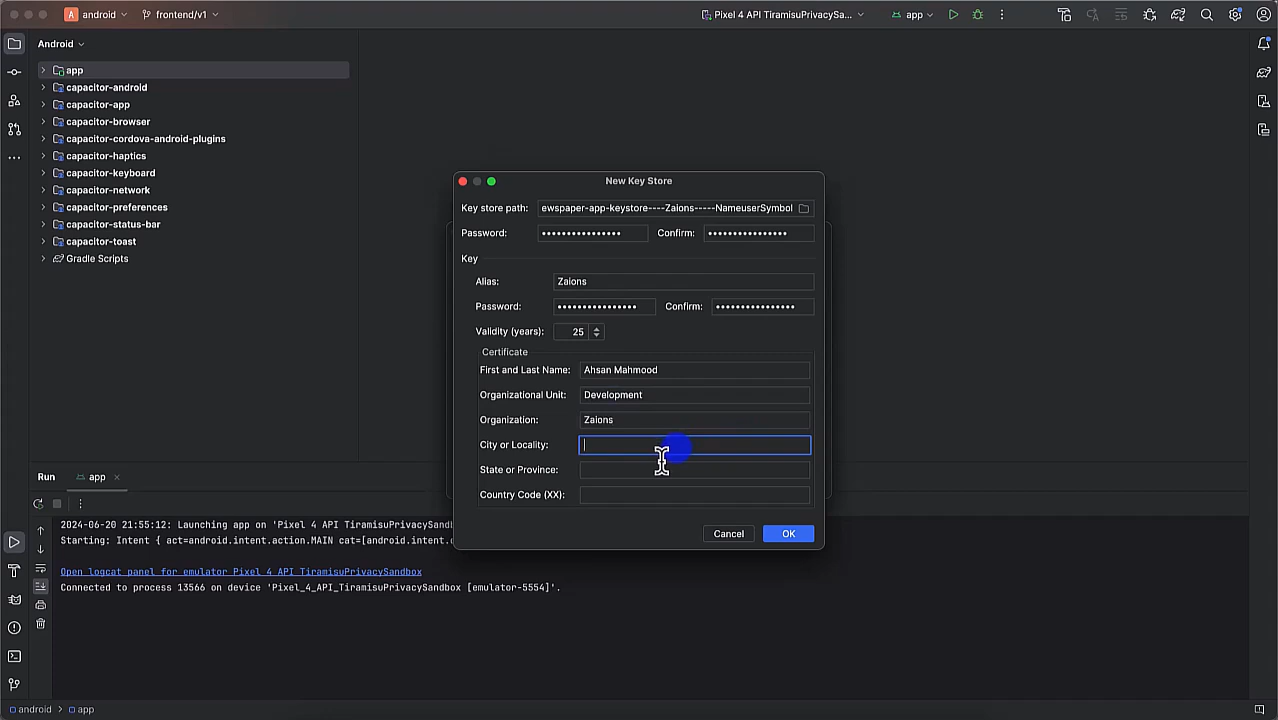 A android
frontend/v1
Pixel 4 API TiramisuPrivacySa...
app
Android
app
capacitor-android
capacitor-app
capacitor-browser
capacitor-cordova-android-plugins
capacitor-haptics
capacitor-keyboard
capacitor-network
capacitor-preferences
capacitor-status-bar
capacitor-toast
Gradle Scripts
New Key Store
Key store path: ewspaper-app-keystore----Zaions-----NameuserSymbol
Password: •••••••••••••••• Confirm: ••••••••••••••••
Key
Alias: Zaions
Password: •••••••••••••••• Confirm: ••••••••••••••••
Validity (years): 25
Certificate
First and Last Name: Ahsan Mahmood
Organizational Unit: Development
Organization: Zaions
City or Locality:
State or Province:
Country Code (XX):
Cancel OK
Run app
2024-06-20 21:55:12: Launching app on 'Pixel 4 API TiramisuPrivacySandb
Starting: Intent { act=android.intent.action.MAIN cat=[android.intent.c
Open logcat panel for emulator Pixel 4 API TiramisuPrivacySandbox
Connected to process 13566 on device 'Pixel_4_API_TiramisuPrivacySandbox [emulator-5554]'.
android app